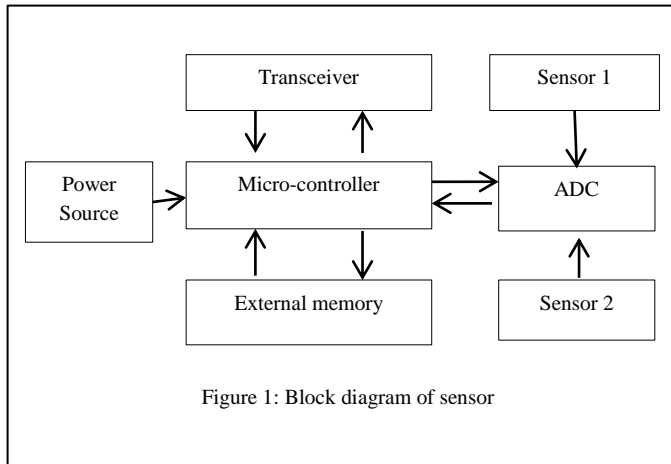 Transceiver
Sensor 1
Power
Source
Micro-controller
ADC
External memory
Sensor 2
Figure 1: Block diagram of sensor